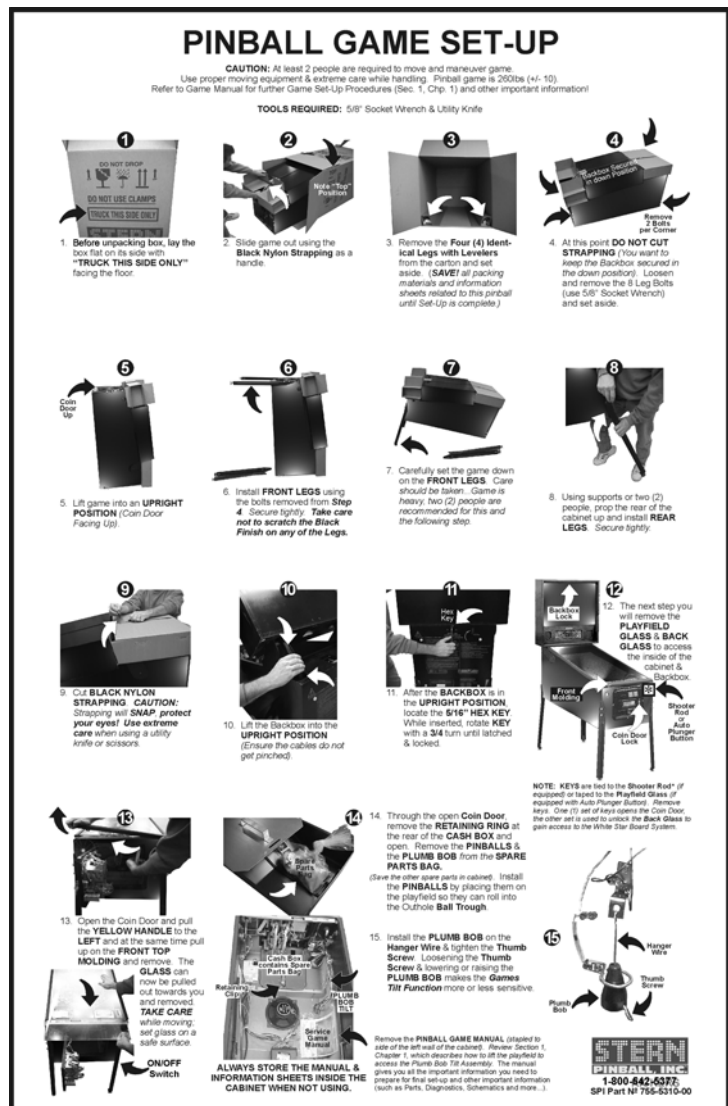 PINBALL GAME SET-UP
CAUTION: At least 2 people are required to move and maneuver game.
Use proper moving equipment & extreme care while handling. Pinball game is 260lbs (+/- 10).
Refer to Game Manual for further Game Set-Up Procedures (Sec. 1, Chp. 1) and other important information!
TOOLS REQUIRED: 5/8" Socket Wrench & Utility Knife
1
DO NOT DROP
DO NOT USE CLAMPS
TRUCK THIS SIDE ONLY
STERN
1. Before unpacking box, lay the
box flat on its side with
"TRUCK THIS SIDE ONLY"
facing the floor.
2
Note "Top"
Position
2. Slide game out using the
Black Nylon Strapping as a
handle.
3
3. Remove the Four (4) Ident-
ical Legs with Levelers
from the carton and set
aside. (SAVE! all packing
materials and information
sheets related to this pinball
until Set-Up is complete.)
4
Backbox Secured
in down Position
Remove
2 Bolts
per Corner
4. At this point DO NOT CUT
STRAPPING (You want to
keep the Backbox secured in
the down position). Loosen
and remove the 8 Leg Bolts
(use 5/8" Socket Wrench)
and set aside.
5
Coin
Door
Up
5. Lift game into an UPRIGHT
POSITION (Coin Door
Facing Up).
6
6. Install FRONT LEGS using
the bolts removed from Step
4. Secure tightly. Take care
not to scratch the Black
Finish on any of the Legs.
7
7. Carefully set the game down
on the FRONT LEGS. Care
should be taken...Game is
heavy, two (2) people are
recommended for this and
the following step.
8
8. Using supports or two (2)
people, prop the rear of the
cabinet up and install REAR
LEGS. Secure tightly.
9
9. Cut BLACK NYLON
STRAPPING. CAUTION:
Strapping will SNAP, protect
your eyes! Use extreme
care when using a utility
knife or scissors.
10
10. Lift the Backbox into the
UPRIGHT POSITION
(Ensure the cables do not
get pinched).
11
Hex
Key
11. After the BACKBOX is in
the UPRIGHT POSITION,
locate the 5/16" HEX KEY.
While inserted, rotate KEY
with a 3/4 turn until latched
& locked.
12
Backbox
Lock
12. The next step you
will remove the
PLAYFIELD
GLASS & BACK
GLASS to access
the inside of the
cabinet &
Backbox.
Front
Molding
Coin Door
Lock
Shooter
Rod
or
Auto
Plunger
Button
NOTE: KEYS are tied to the Shooter Rod* (if
equipped) or taped to the Playfield Glass (if
equipped with Auto Plunger Button). Remove
keys. One (1) set of keys opens the Coin Door,
the other set is used to unlock the Back Glass to
gain access to the White Star Board System.
13
13. Open the Coin Door and pull
the YELLOW HANDLE to the
LEFT and at the same time pull
up on the FRONT TOP
MOLDING and remove. The
GLASS can
now be pulled
out towards you
and removed.
TAKE CARE
while moving;
set glass on a
safe surface.
ON/OFF
Switch
14
Spare
Parts
Bag
Cash Box
contains Spare
Parts Bag
Retaining
Clip
PLUMB
BOB
TILT
Service
Game
Manual
ALWAYS STORE THE MANUAL &
INFORMATION SHEETS INSIDE THE
CABINET WHEN NOT USING.
14. Through the open Coin Door,
remove the RETAINING RING at
the rear of the CASH BOX and
open. Remove the PINBALLS &
the PLUMB BOB from the SPARE
PARTS BAG.
(Save the other spare parts in cabinet). Install
the PINBALLS by placing them on
the playfield so they can roll into
the Outhole Ball Trough.
15. Install the PLUMB BOB on the
Hanger Wire & tighten the Thumb
Screw. Loosening the Thumb
Screw & lowering or raising the
PLUMB BOB makes the Games
Tilt Function more or less sensitive.
Remove the PINBALL GAME MANUAL (stapled to
side of the left wall of the cabinet). Review Section 1,
Chapter 1, which describes how to lift the playfield to
access the Plumb Bob Tilt Assembly. The manual
gives you all the important information you need to
prepare for final set-up and other important information
(such as Parts, Diagnostics, Schematics and more...).
15
Hanger
Wire
Thumb
Screw
Plumb
Bob
STERN
PINBALL, INC.
1-800-542-5377
SPI Part Nº 755-5310-00